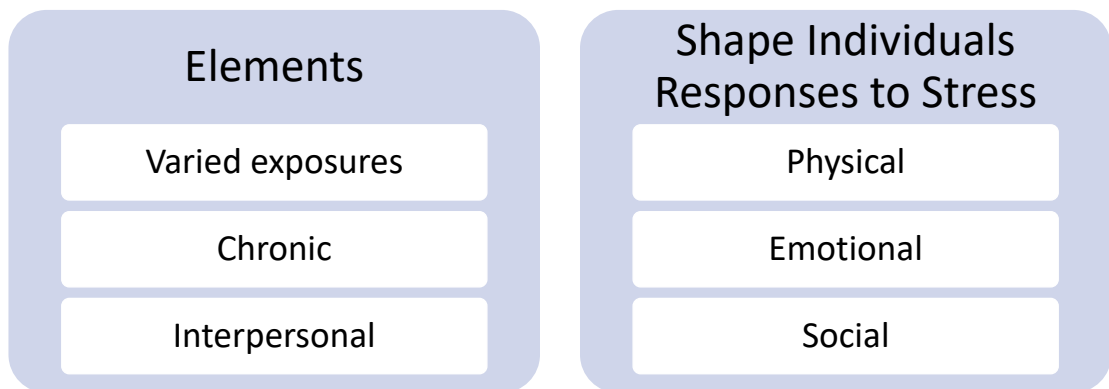 Elements
Varied exposures
Chronic
Interpersonal
Shape Individuals
Responses to Stress
Physical
Emotional
Social